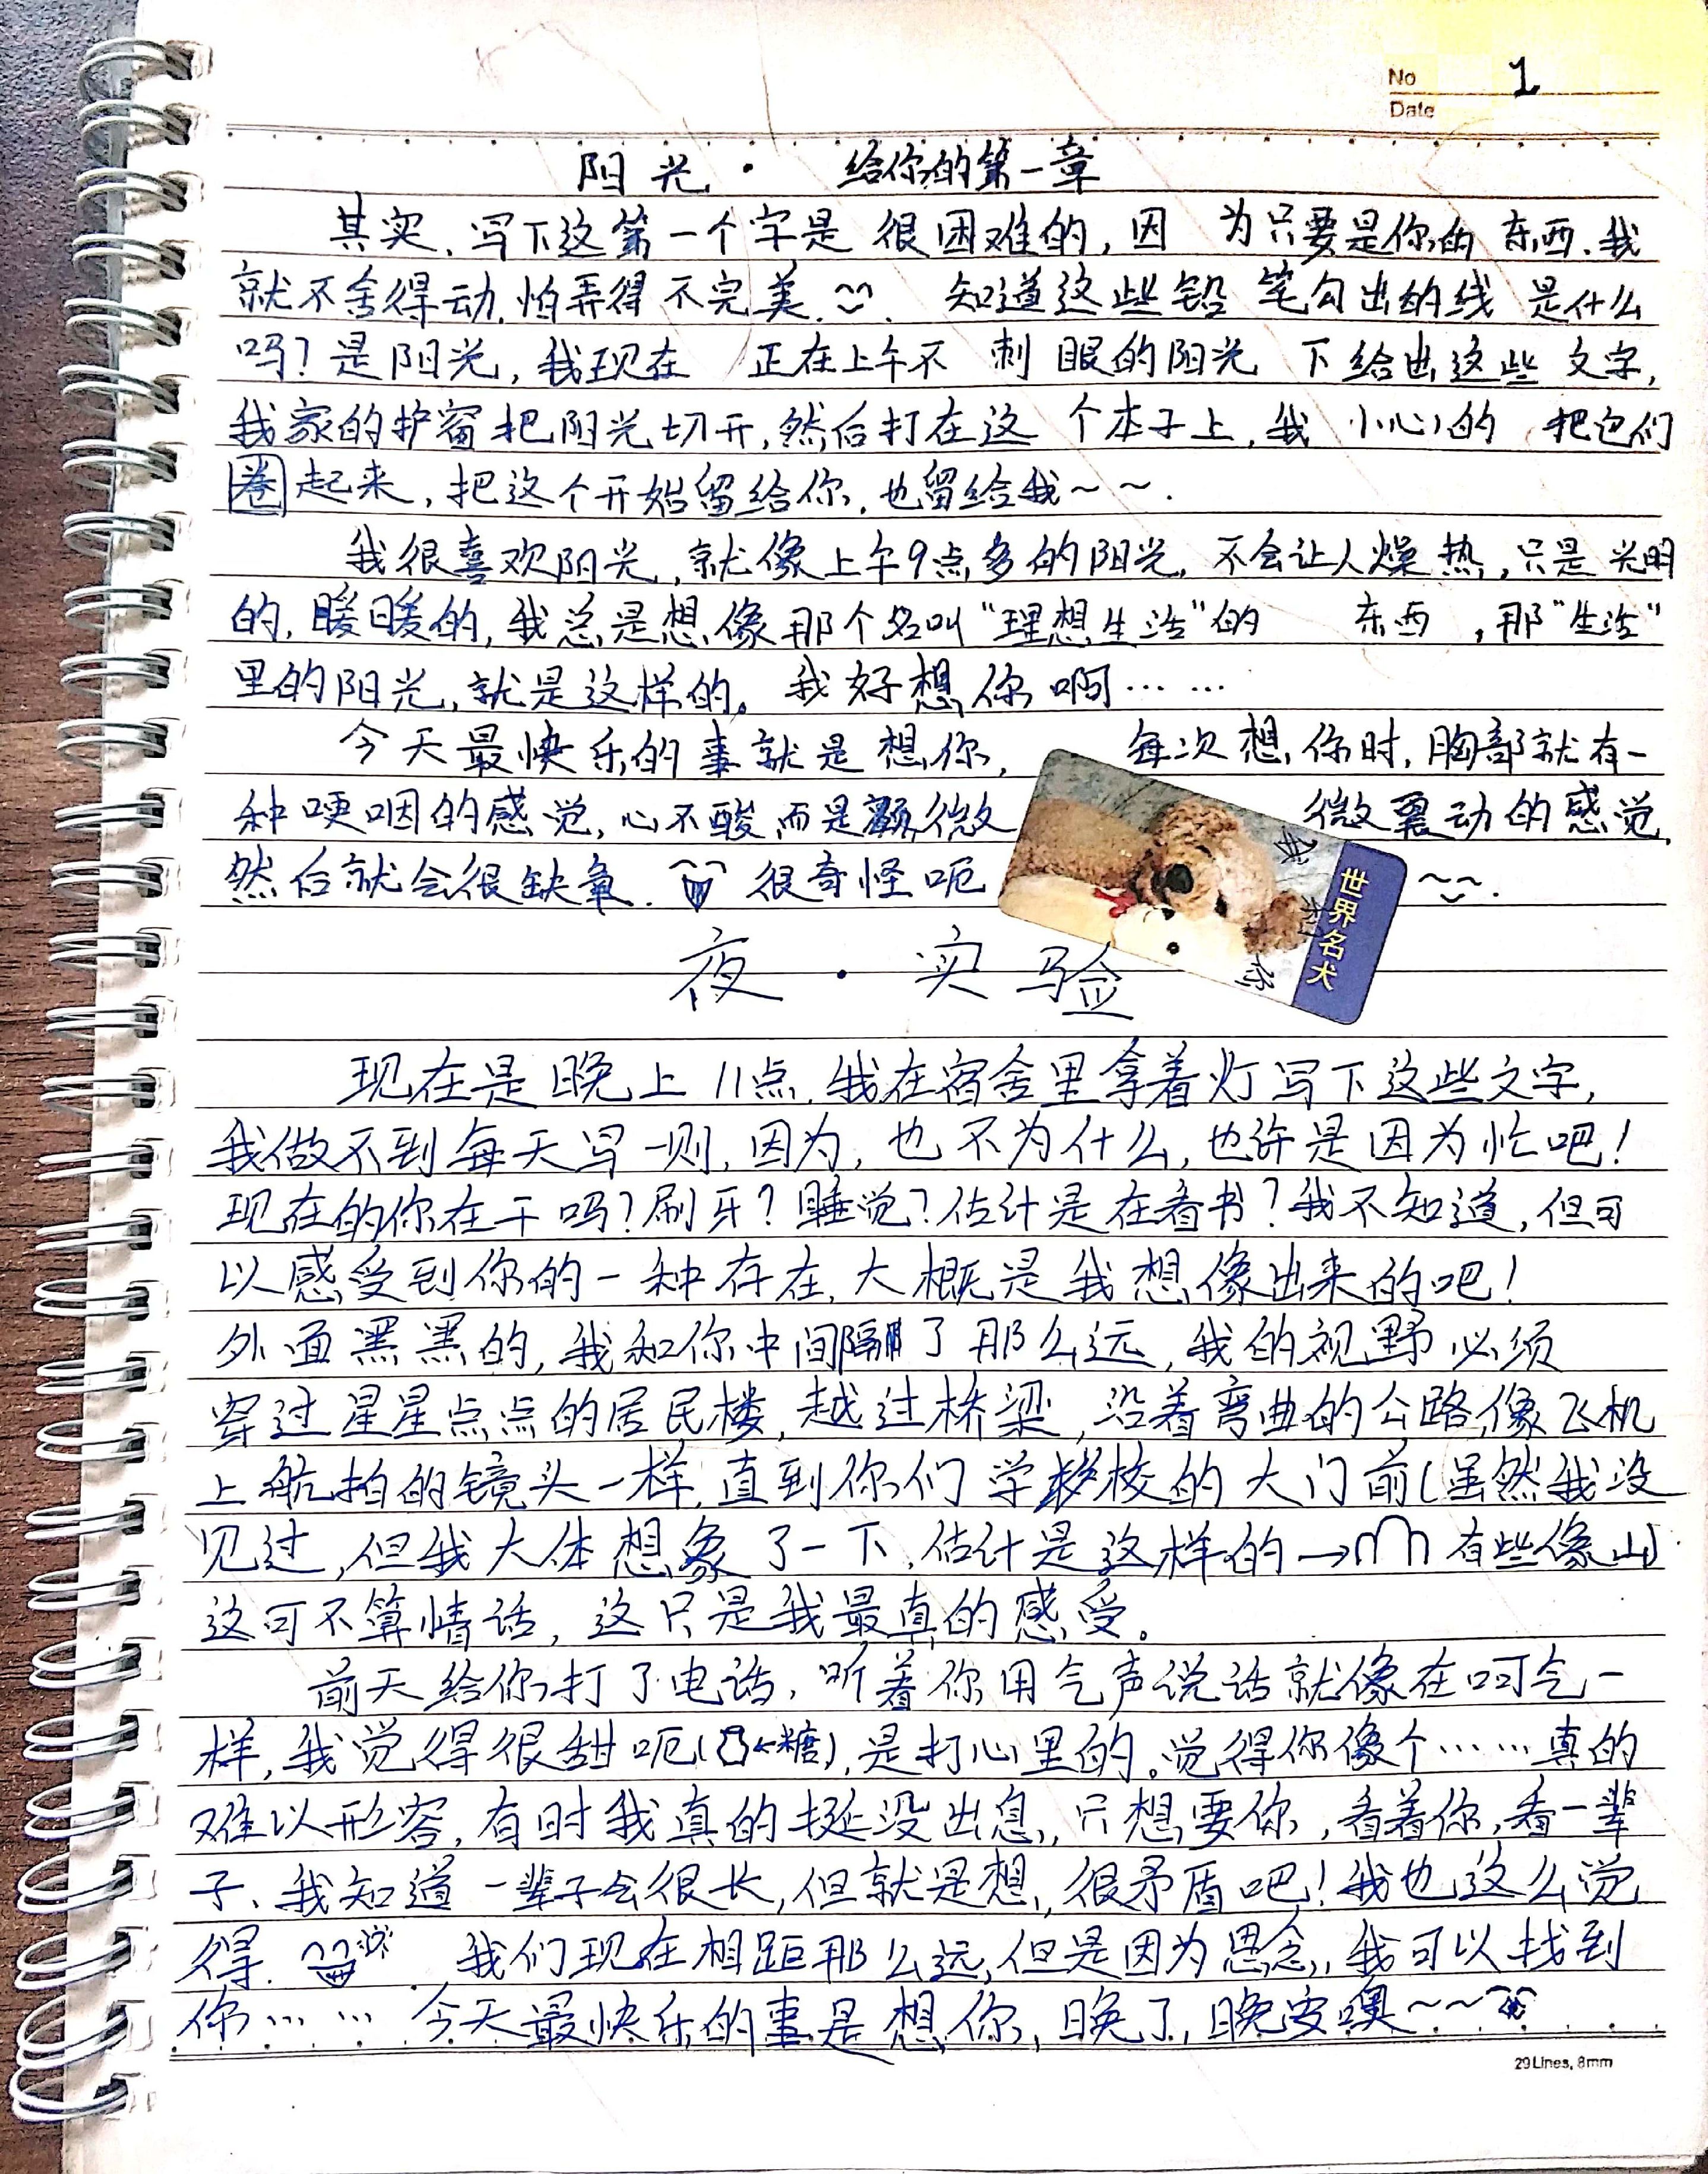 No 1
Date
阳光· 给你的第一章
其实,写下这第一个字是很困难的,因为只要是你的东西,我
就不舍得动,怕弄得不完美. 知道这些铅笔勾出的线是什么
吗?是阳光,我现在正在上午不刺眼的阳光下给出这些文字,
我家的护窗把阳光切开,然后打在这个本子上,我小心的把它们
圈起来,把这个开始留给你,也留给我~~.
我很喜欢阳光,就像上午9点多的阳光,不会让人燥热,只是光明
的,暖暖的,我总是想像那个名叫"理想生活"的东西,那"生活"
里的阳光,就是这样的。我好想你啊……
今天最快乐的事就是想你, 每次想你时,胸部就有一
种哽咽的感觉,心不酸,而是微 微震动的感觉,
然后就会很缺氧. 很奇怪呃
我 和 你
世界名犬
夜·实验
现在是晚上11点,我在宿舍里拿着灯写下这些文字,
我做不到每天写一则,因为,也不为什么,也许是因为忙吧!
现在的你在干吗?刷牙?睡觉?估计是在看书?我不知道,但可
以感受到你的一种存在,大概是我想像出来的吧!
外面黑黑的,我和你中间隔了那么远,我的视野必须
穿过星星点点的居民楼,越过桥梁,沿着弯曲的公路,像飞机
上航拍的镜头一样,直到你们学校的大门前(虽然我没
见过,但我大体想象了一下,估计是这样的→ 有些像山)
这可不算情话,这只是我最真的感受。
前天给你打了电话,听着你用气声说话就像在呵气一
样,我觉得很甜呃(←糖),是打心里的。觉得你像个……真的
难以形容,有时我真的挺没出息,只想要你,看着你,看一辈
子、我知道一辈子会很长,但就是想,很矛盾吧!我也这么觉
得. 我们现在相距那么远,但是因为思念,我可以找到
你…… 今天最快乐的事是想你,晚了,晚安噢~~
29Lines, 8mm